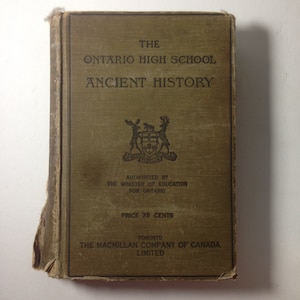 THE
ONTARIO HIGH SCHOOL
ANCIENT HISTORY
AUTHORIZED BY
THE MINISTER OF EDUCATION
FOR ONTARIO
PRICE 75 CENTS
TORONTO
THE MACMILLAN COMPANY OF CANADA
LIMITED